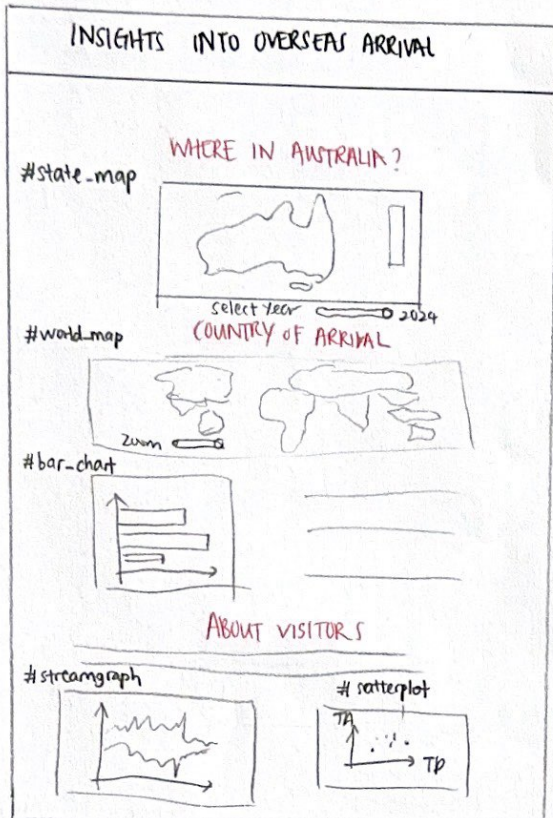 INSIGHTS INTO OVERSEAS ARRIVAL
WHERE IN AUSTRALIA?
#state_map
select Year 2024
#world_map
COUNTRY OF ARRIVAL
Zoom
#bar_chart
ABOUT VISITORS
#streamgraph
# satterplot
TA
TD